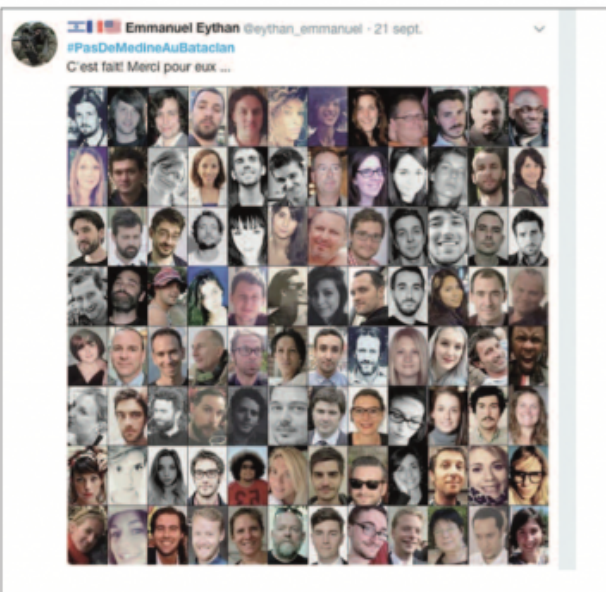 Emmanuel Eythan @eythan_emmanuel · 21 sept.
#PasDeMedineAuBataclan
C'est fait! Merci pour eux ...